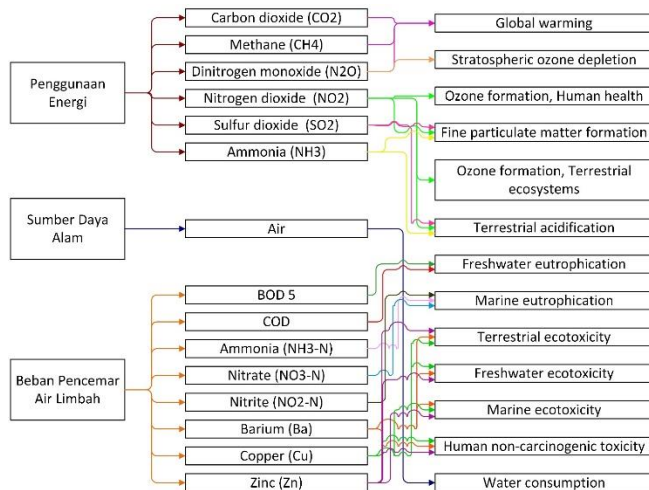 Penggunaan
Energi
Sumber Daya
Alam
Beban Pencemar
Air Limbah
Carbon dioxide (CO2)
Methane (CH4)
Dinitrogen monoxide (N2O)
Nitrogen dioxide (NO2)
Sulfur dioxide (SO2)
Ammonia (NH3)
Air
BOD 5
COD
Ammonia (NH3-N)
Nitrate (NO3-N)
Nitrite (NO2-N)
Barium (Ba)
Copper (Cu)
Zinc (Zn)
Global warming
Stratospheric ozone depletion
Ozone formation, Human health
Fine particulate matter formation
Ozone formation, Terrestrial
ecosystems
Terrestrial acidification
Freshwater eutrophication
Marine eutrophication
Terrestrial ecotoxicity
Freshwater ecotoxicity
Marine ecotoxicity
Human non-carcinogenic toxicity
Water consumption